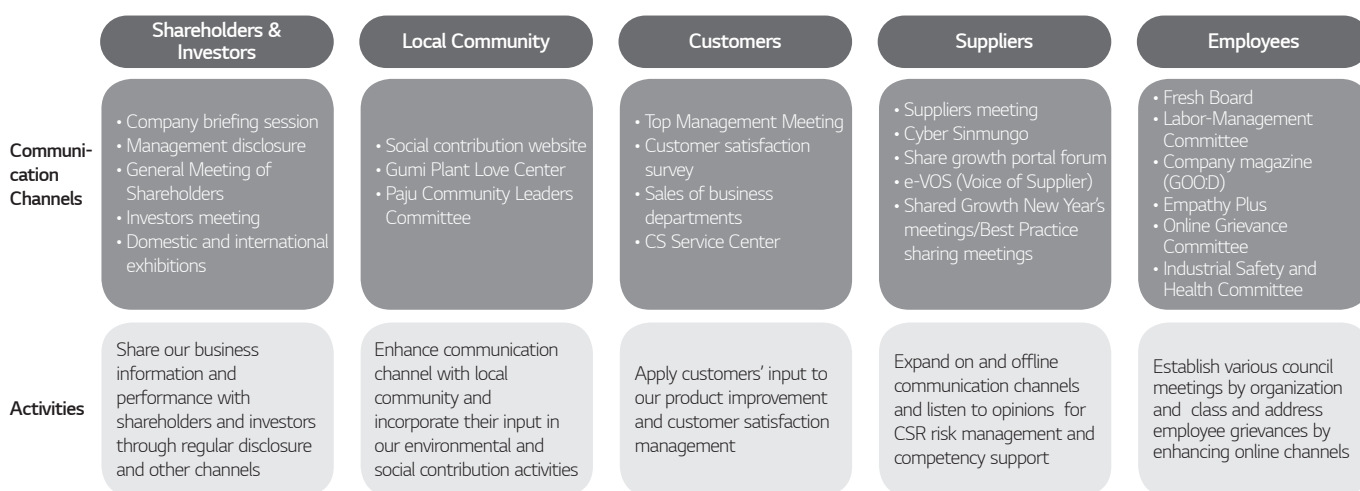 Shareholders &
Investors
Local Community
Customers
Suppliers
Employees
Communi-
cation
Channels
• Company briefing session
• Management disclosure
• General Meeting of
Shareholders
• Investors meeting
• Domestic and international
exhibitions
• Social contribution website
• Gumi Plant Love Center
• Paju Community Leaders
Committee
• Top Management Meeting
• Customer satisfaction
survey
• Sales of business
departments
• CS Service Center
• Suppliers meeting
• Cyber Sinmungo
• Share growth portal forum
• e-VOS (Voice of Supplier)
• Shared Growth New Year's
meetings/Best Practice
sharing meetings
• Fresh Board
• Labor-Management
Committee
• Company magazine
(GOO:D)
• Empathy Plus
• Online Grievance
Committee
• Industrial Safety and
Health Committee
Activities
Share our business
information and
performance with
shareholders and investors
through regular disclosure
and other channels
Enhance communication
channel with local
community and
incorporate their input in
our environmental and
social contribution activities
Apply customers' input to
our product improvement
and customer satisfaction
management
Expand on and offline
communication channels
and listen to opinions for
CSR risk management and
competency support
Establish various council
meetings by organization
and class and address
employee grievances by
enhancing online channels